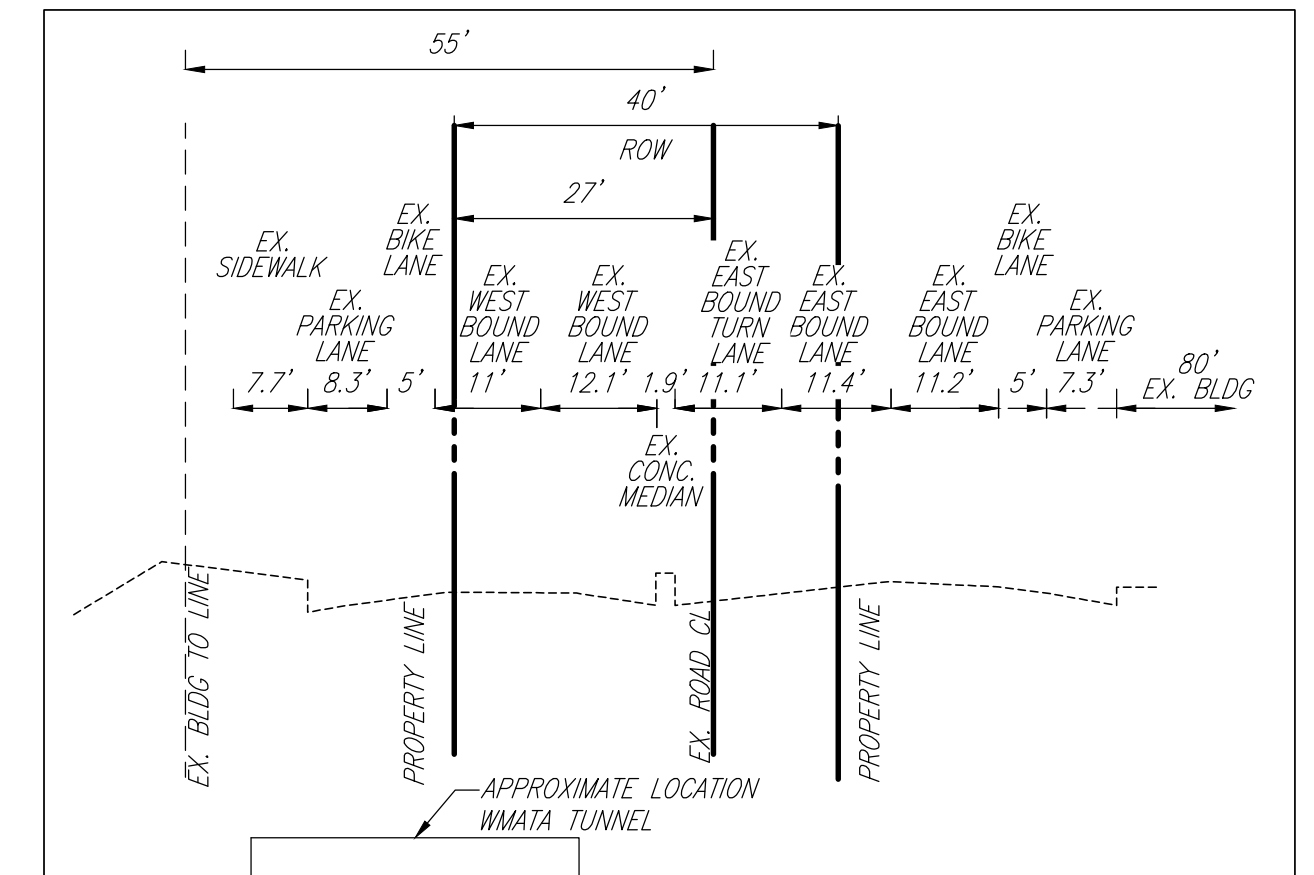 55'
40'
ROW
27'
EX.
SIDEWALK
EX.
PARKING
LANE
EX.
BIKE
LANE
EX.
WEST
BOUND
LANE
EX.
WEST
BOUND
LANE
EX.
EAST
BOUND
TURN
LANE
EX.
EAST
BOUND
LANE
EX.
EAST
BOUND
LANE
EX.
BIKE
LANE
EX.
PARKING
LANE
7.7' 8.3' 5' 11' 12.1' 1.9' 11.1' 11.4' 11.2' 5' 7.3' 80'
EX. BLDG
EX.
CONC.
MEDIAN
EX. BLDG TO LINE
PROPERTY LINE
EX. ROAD CL
PROPERTY LINE
APPROXIMATE LOCATION
WMATA TUNNEL